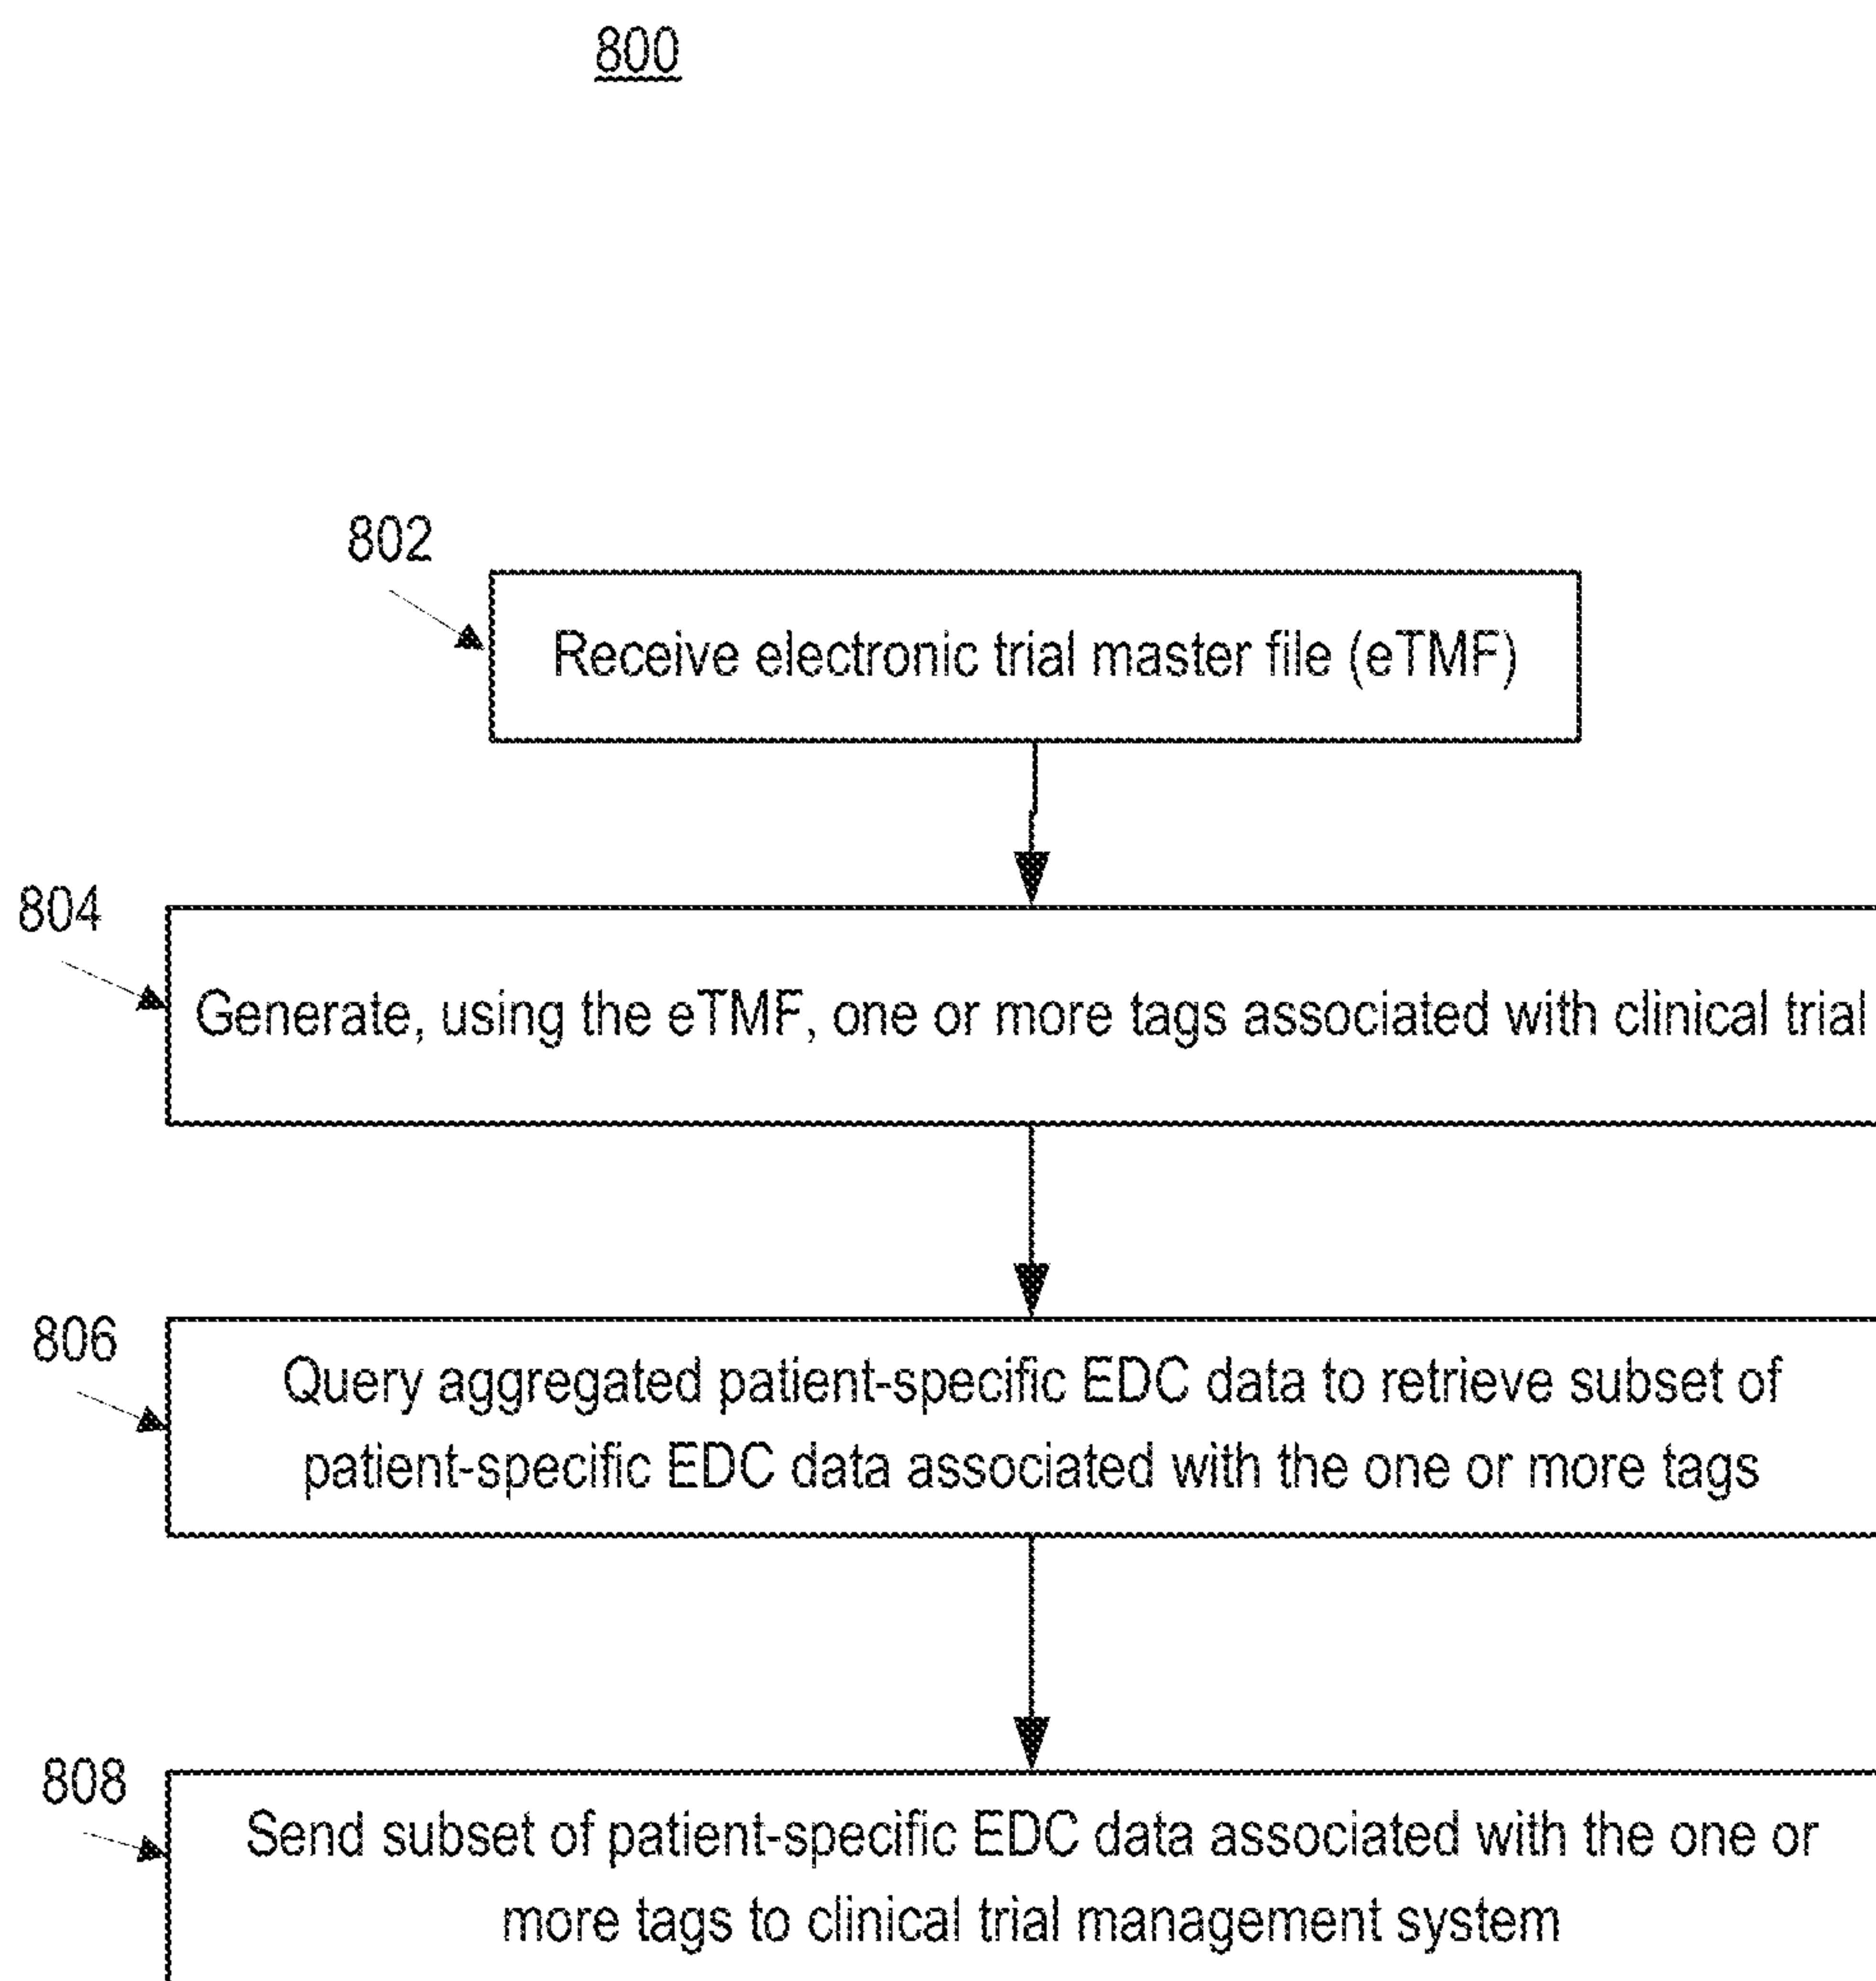 800
802
Receive electronic trial master file (eTMF)
804
Generate, using the eTMF, one or more tags associated with clinical trial
806
Query aggregated patient-specific EDC data to retrieve subset of
patient-specific EDC data associated with the one or more tags
808
Send subset of patient-specific EDC data associated with the one or
more tags to clinical trial management system